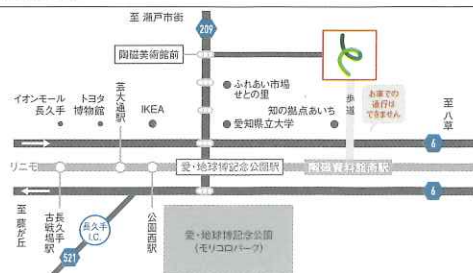 至 瀬戸市街
209
陶磁美術館前
ふれあい市場
せとの里
お車での
通行は
できません
歩道
イオンモール
長久手
トヨタ
博物館
芸大通駅
IKEA
知の拠点あいち
愛知県立大学
至 八草
6
リニモ
愛・地球博記念公園駅
陶磁資料館南駅
6
至 藤が丘
長久手
古戦場駅
長久手
I.C.
公園西駅
愛・地球博記念公園
(モリコロパーク)
521